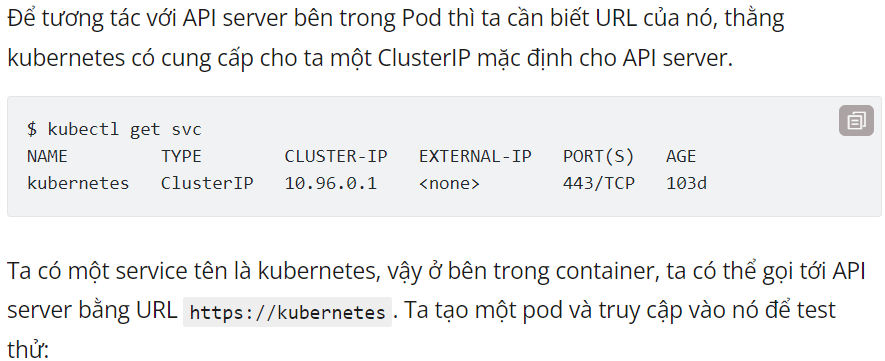 Để tương tác với API server bên trong Pod thì ta cần biết URL của nó, thằng
kubernetes có cung cấp cho ta một ClusterIP mặc định cho API server.
$ kubectl get svc
NAME         TYPE        CLUSTER-IP   EXTERNAL-IP   PORT(S)   AGE
kubernetes   ClusterIP   10.96.0.1    <none>        443/TCP   103d
Ta có một service tên là kubernetes, vậy ở bên trong container, ta có thể gọi tới API
server bằng URL https://kubernetes . Ta tạo một pod và truy cập vào nó để test
thử: